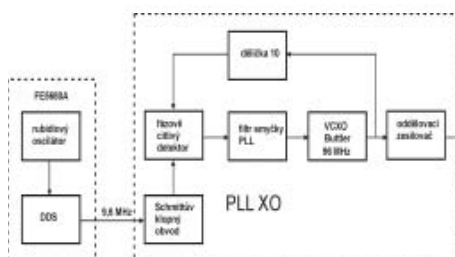 dělička 10
FE5680A
rubidiový
oscilátor
fázově
citlivý
detektor
filtr smyčky
PLL
VCXO
Buttler
96 MHz
oddělovací
zesilovač
DDS
9,6 MHz
Schmittův
klopný
obvod
PLL XO